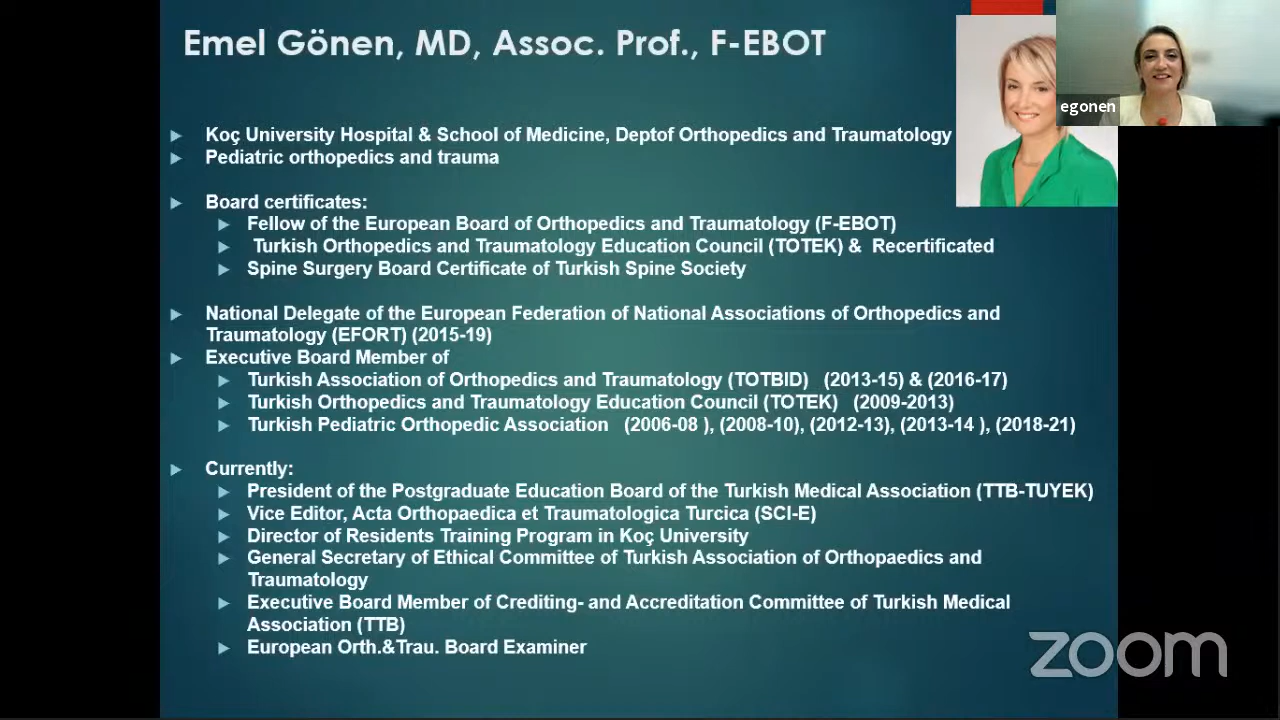 Emel Gönen, MD, Assoc. Prof., F-EBOT
egonen
Koç University Hospital & School of Medicine, Deptof Orthopedics and Traumatology
Pediatric orthopedics and trauma
Board certificates:
Fellow of the European Board of Orthopedics and Traumatology (F-EBOT)
Turkish Orthopedics and Traumatology Education Council (TOTEK) & Recertificated
Spine Surgery Board Certificate of Turkish Spine Society
National Delegate of the European Federation of National Associations of Orthopedics and
Traumatology (EFORT) (2015-19)
Executive Board Member of
Turkish Association of Orthopedics and Traumatology (TOTBID) (2013-15) & (2016-17)
Turkish Orthopedics and Traumatology Education Council (TOTEK) (2009-2013)
Turkish Pediatric Orthopedic Association (2006-08 ), (2008-10), (2012-13), (2013-14 ), (2018-21)
Currently:
President of the Postgraduate Education Board of the Turkish Medical Association (TTB-TUYEK)
Vice Editor, Acta Orthopaedica et Traumatologica Turcica (SCI-E)
Director of Residents Training Program in Koç University
General Secretary of Ethical Committee of Turkish Association of Orthopaedics and
Traumatology
Executive Board Member of Crediting- and Accreditation Committee of Turkish Medical
Association (TTB)
European Orth.&Trau. Board Examiner
zoom